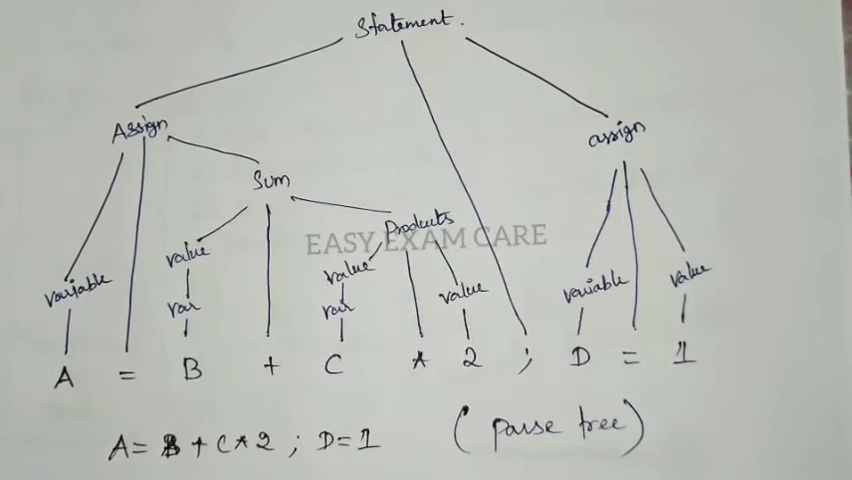 Statement.
Assign
assign
Sum
Products
value
value
variable
var
var
value
variable
value
A = B + C * 2 ; D = 1
A = B + C * 2 ; D = 1
(parse tree)
EASY EXAM CARE